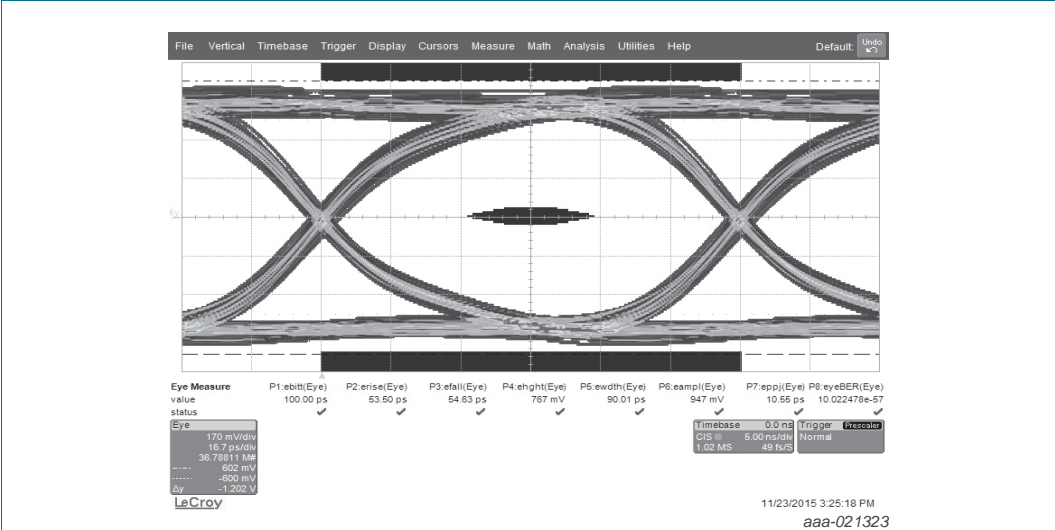 File Vertical Timebase Trigger Display Cursors Measure Math Analysis Utilities Help Default: Undo
Ey
Eye Measure P1:ebitt(Eye) P2:erise(Eye) P3:efall(Eye) P4:ehght(Eye) P5:ewdth(Eye) P6:eampl(Eye) P7:eppj(Eye) P8:eyeBER(Eye)
value 100.00 ps 53.50 ps 54.63 ps 767 mV 90.01 ps 947 mV 10.55 ps 10.022478e-57
status
Eye
170 mV/div
16.7 ps/div
36.78811 M#
602 mV
-600 mV
Δy -1.202 V
Timebase 0.0 ns
CIS 5.00 ns/div
1.02 MS 49 fs/S
Trigger Prescaler
Normal
LeCroy
11/23/2015 3:25:18 PM
aaa-021323